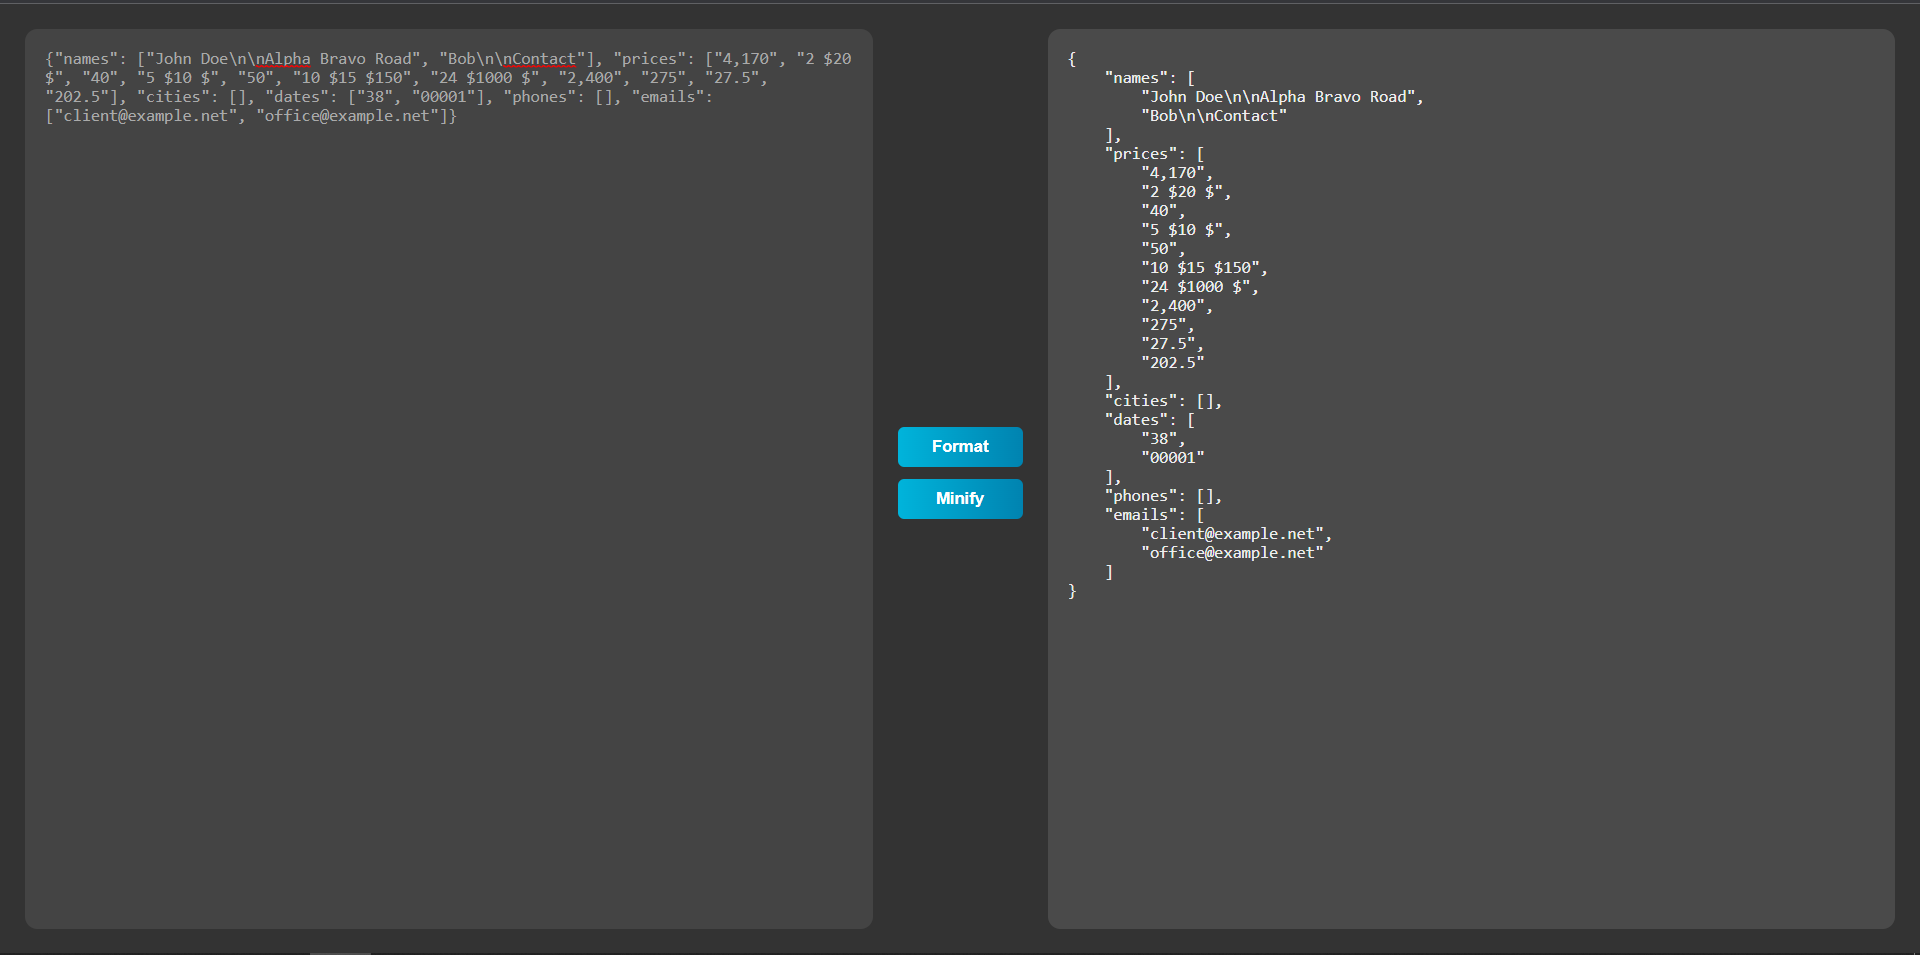 {"names": ["John Doe\n\nAlpha Bravo Road", "Bob\n\nContact"], "prices": ["4,170", "2 $20
$", "40", "5 $10 $", "50", "10 $15 $150", "24 $1000 $", "2,400", "275", "27.5",
"202.5"], "cities": [], "dates": ["38", "00001"], "phones": [], "emails":
["client@example.net", "office@example.net"]}
Format
Minify
{
    "names": [
        "John Doe\n\nAlpha Bravo Road",
        "Bob\n\nContact"
    ],
    "prices": [
        "4,170",
        "2 $20 $",
        "40",
        "5 $10 $",
        "50",
        "10 $15 $150",
        "24 $1000 $",
        "2,400",
        "275",
        "27.5",
        "202.5"
    ],
    "cities": [],
    "dates": [
        "38",
        "00001"
    ],
    "phones": [],
    "emails": [
        "client@example.net",
        "office@example.net"
    ]
}